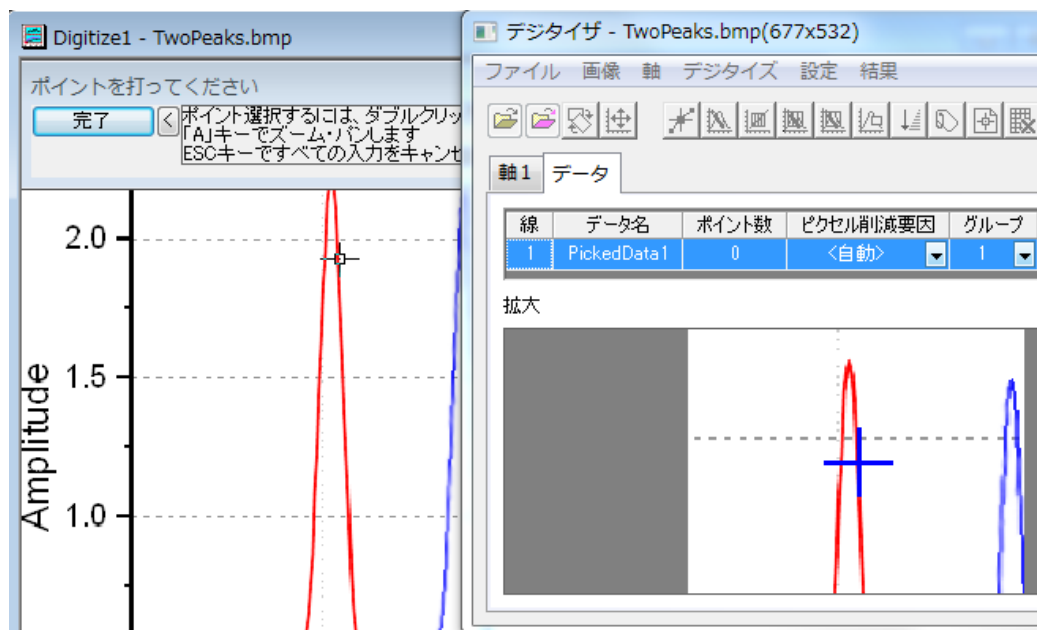 Digitize1 - TwoPeaks.bmp
ポイントを打ってください
完了
<
ポイント選択するには、ダブルクリッ
「A」キーでズーム・パンします
ESCキーですべての入力をキャンセ
2.0
1.5
1.0
Amplitude
デジタイザ - TwoPeaks.bmp(677x532)
ファイル 画像 軸 デジタイズ 設定 結果
軸1 データ
線 データ名 ポイント数 ピクセル削減要因 グループ
1 PickedData1 0 <自動> 1
拡大